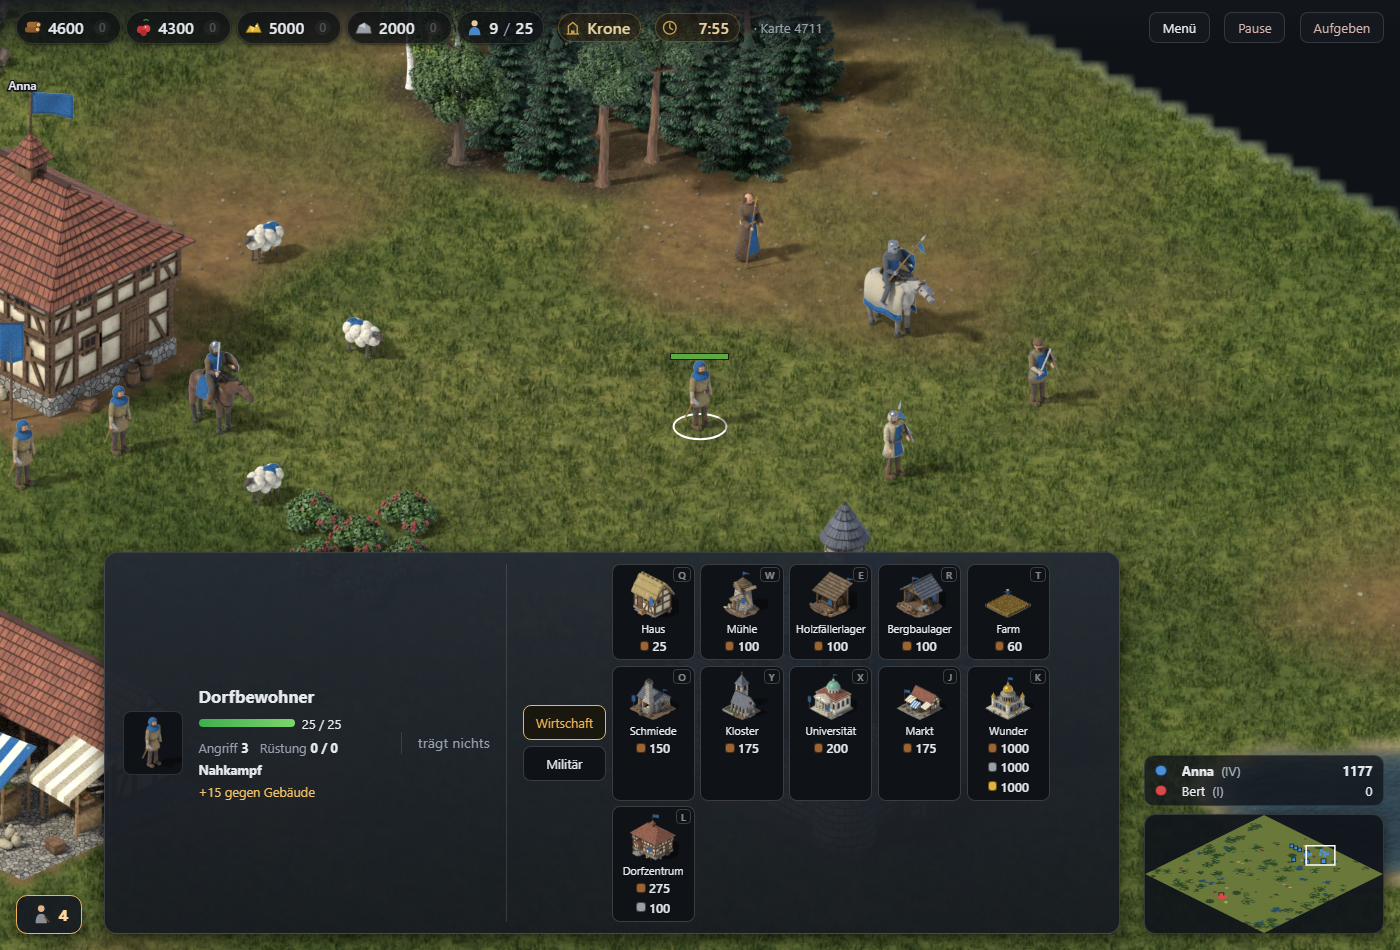 4600 0 4300 0 5000 0 2000 0 9 / 25 Krone 7:55 · Karte 4711 Menü Pause Aufgeben
Anna
Q W E R T
Haus Mühle Holzfällerlager Bergbaulager Farm
25 100 100 100 60
O Y X J K
Schmiede Kloster Universität Markt Wunder
150 175 200 175 1000
1000
1000
L
Dorfzentrum
275
100
Dorfbewohner
25 / 25
Angriff 3 Rüstung 0 / 0
Nahkampf
+15 gegen Gebäude
trägt nichts
Wirtschaft
Militär
Anna (IV) 1177
Bert (I) 0
4